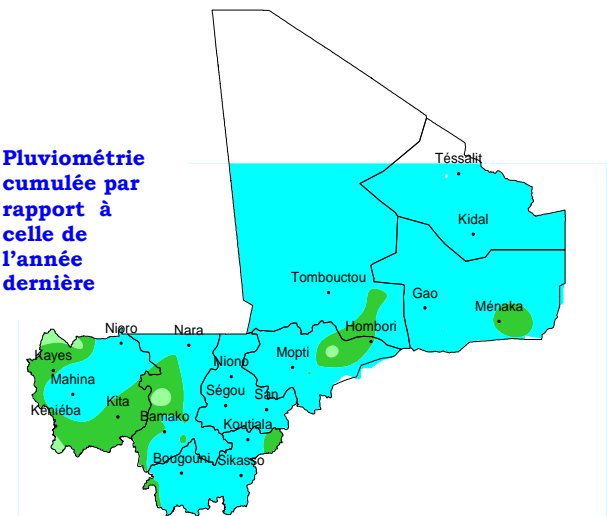 Pluviométrie
cumulée par
rapport à
celle de
l'année
dernière
Téssalit
Kidal
Tombouctou
Gao
Ménaka
Hombori
Nioro
Nara
Mopti
Niono
Kayes
Mahina
Ségou
San
Kéniéba
Kita
Bamako
Koutiala
Bougouni
Sikasso